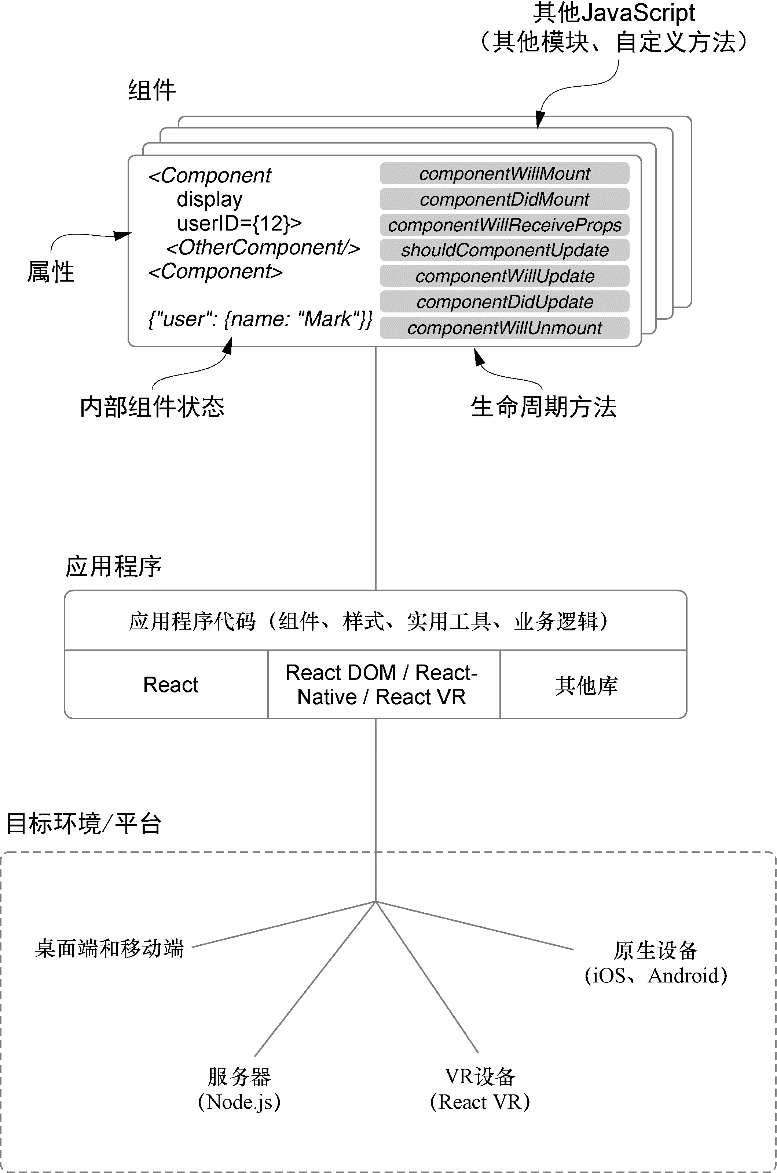 其他JavaScript
（其他模块、自定义方法）
组件
<Component
display
userID={12}>
<OtherComponent/>
<Component>
{"user": {name: "Mark"}}
componentWillMount
componentDidMount
componentWillReceiveProps
shouldComponentUpdate
componentWillUpdate
componentDidUpdate
componentWillUnmount
属性
内部组件状态
生命周期方法
应用程序
应用程序代码（组件、样式、实用工具、业务逻辑）
React
React DOM / React-
Native / React VR
其他库
目标环境/平台
桌面端和移动端
原生设备
（iOS、Android）
服务器
（Node.js）
VR设备
（React VR）